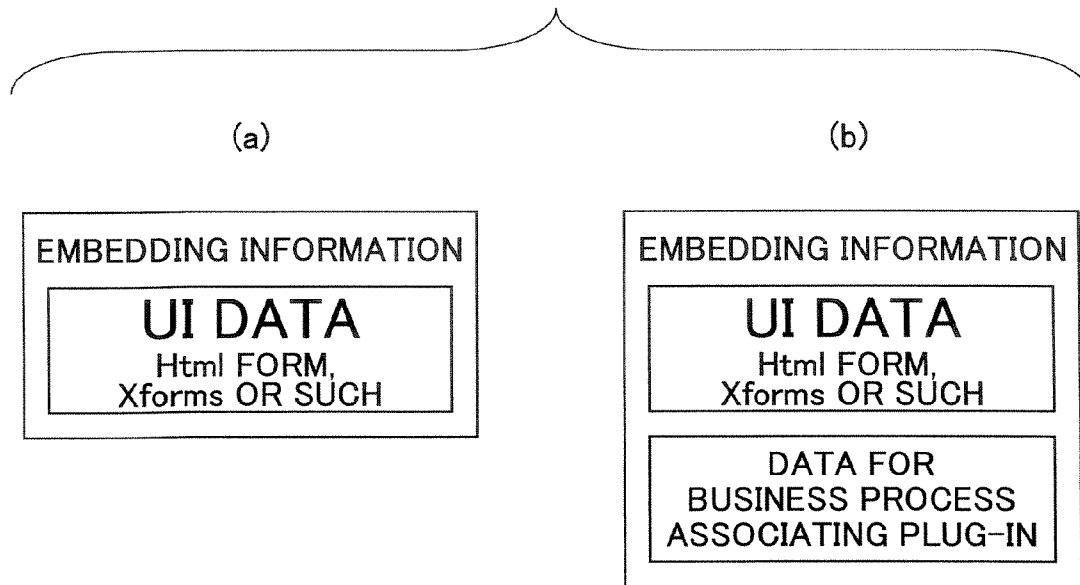 (a)
EMBEDDING INFORMATION
UI DATA
Html FORM,
Xforms OR SUCH
(b)
EMBEDDING INFORMATION
UI DATA
Html FORM,
Xforms OR SUCH
DATA FOR
BUSINESS PROCESS
ASSOCIATING PLUG-IN